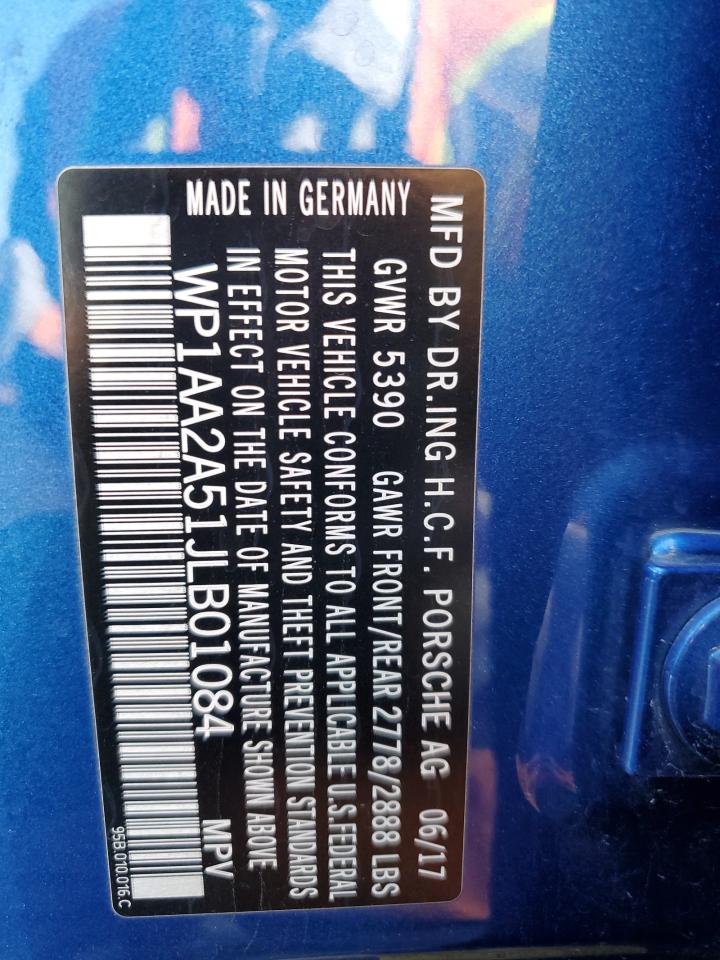 MFD BY DR.ING H.C.F. PORSCHE AG 06/17
GVWR 5390 GAWR FRONT/REAR 2778/2888 LBS
THIS VEHICLE CONFORMS TO ALL APPLICABLE U.S.FEDERAL
MOTOR VEHICLE SAFETY AND THEFT PREVENTION STANDARDS
IN EFFECT ON THE DATE OF MANUFACTURE SHOWN ABOVE
MADE IN GERMANY
WP1AA2A51JLB01084 MPV
95B.010.016.C